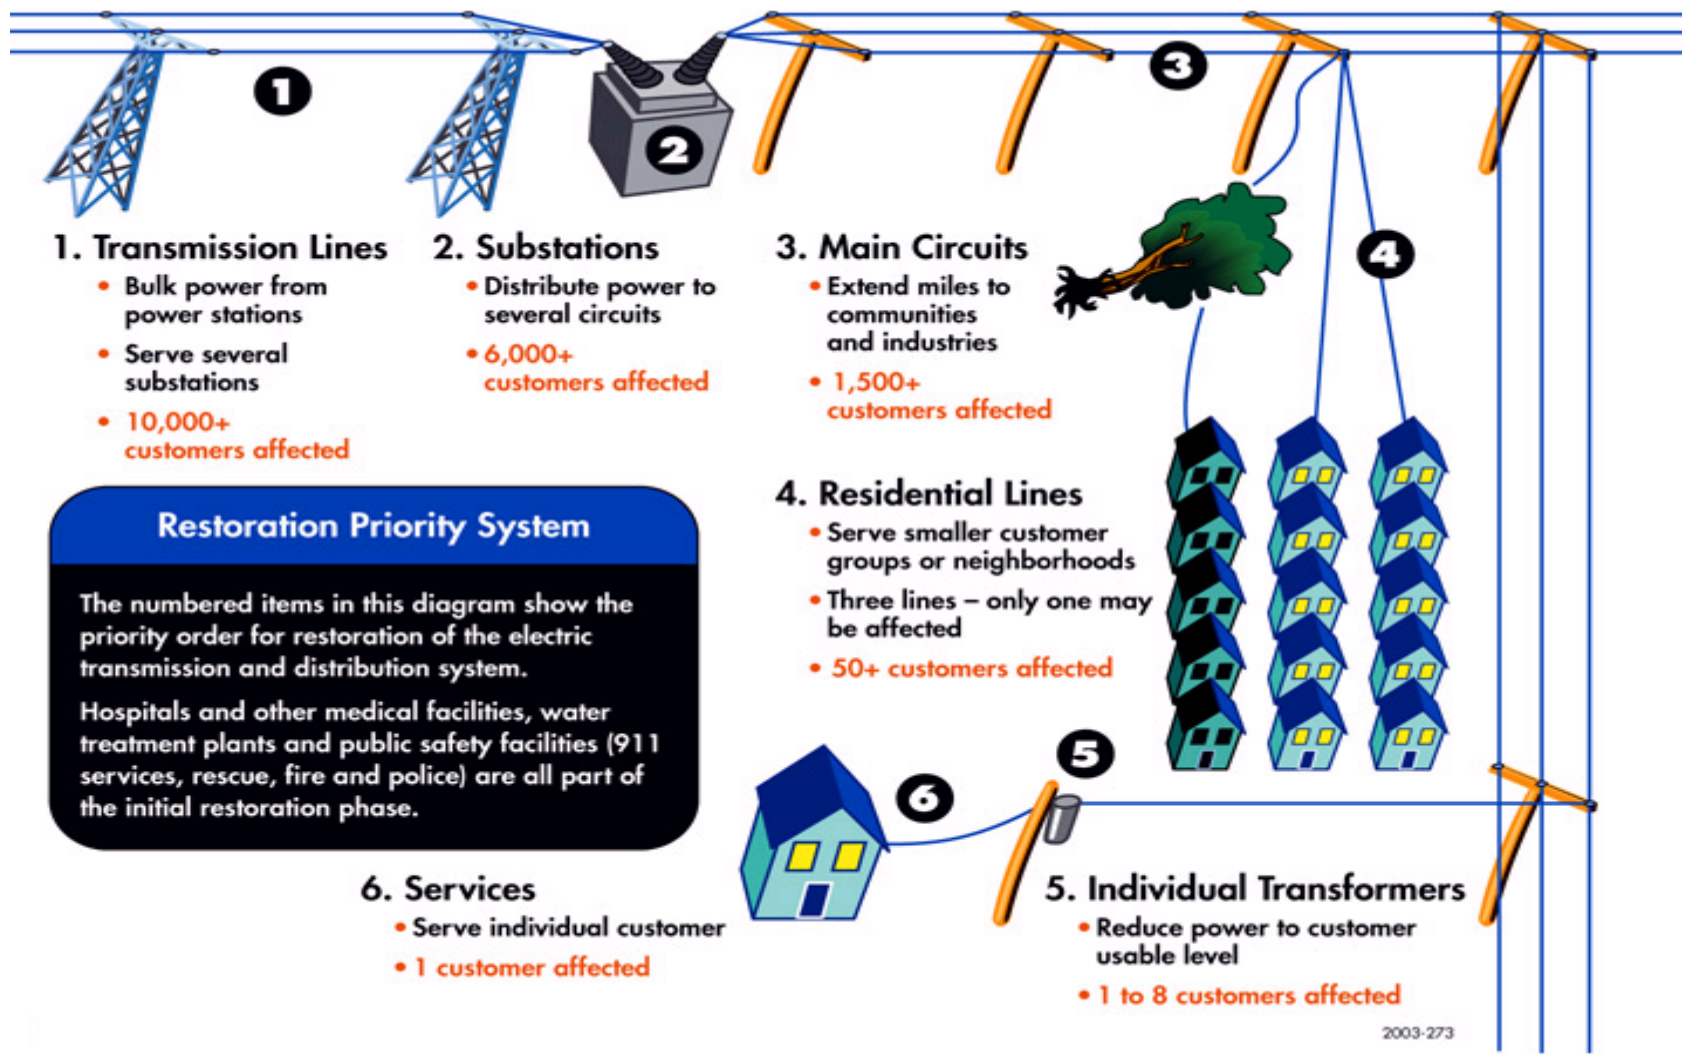 1
2
3
4
1. Transmission Lines
• Bulk power from
power stations
• Serve several
substations
• 10,000+
customers affected
2. Substations
• Distribute power to
several circuits
• 6,000+
customers affected
3. Main Circuits
• Extend miles to
communities
and industries
• 1,500+
customers affected
4. Residential Lines
• Serve smaller customer
groups or neighborhoods
• Three lines – only one may
be affected
• 50+ customers affected
Restoration Priority System
The numbered items in this diagram show the
priority order for restoration of the electric
transmission and distribution system.
Hospitals and other medical facilities, water
treatment plants and public safety facilities (911
services, rescue, fire and police) are all part of
the initial restoration phase.
5
6
6. Services
• Serve individual customer
• 1 customer affected
5. Individual Transformers
• Reduce power to customer
usable level
• 1 to 8 customers affected
2003-273